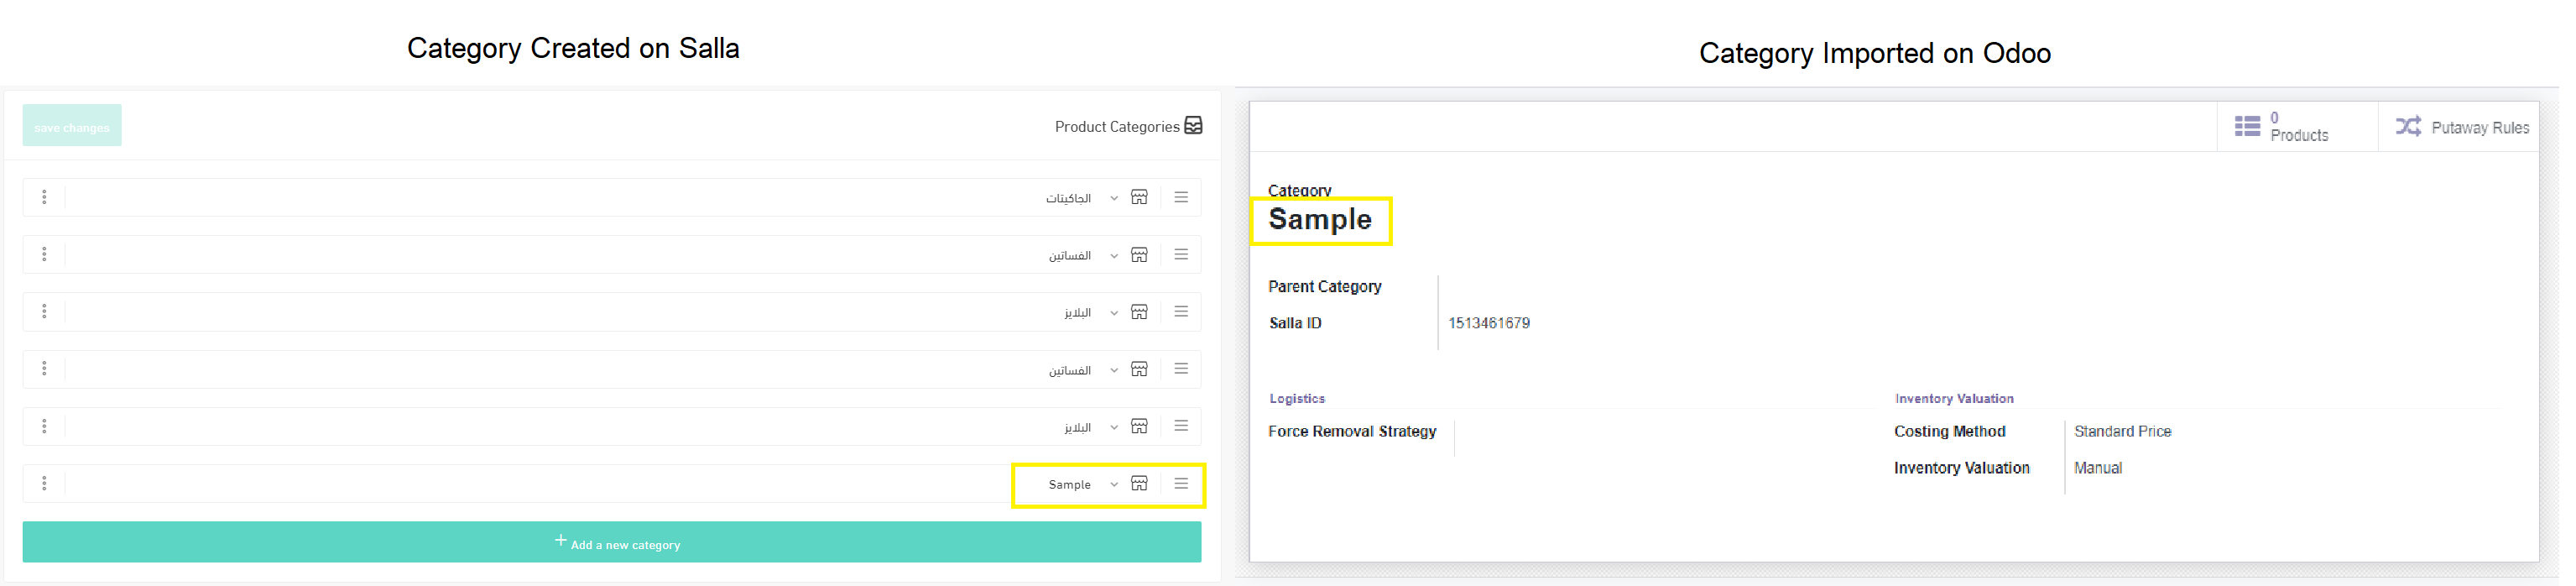 Category Created on Salla
save changes
Product Categories
الجاكيتات
الفساتين
البلايز
الفساتين
البلايز
Sample
+ Add a new category
Category Imported on Odoo
0
Products
Putaway Rules
Category
Sample
Parent Category
Salla ID 1513461679
Logistics
Force Removal Strategy
Inventory Valuation
Costing Method Standard Price
Inventory Valuation Manual